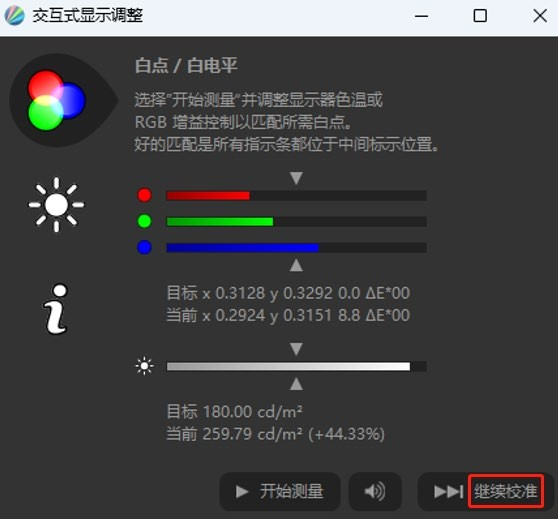 交互式显示调整
白点 / 白电平
选择"开始测量"并调整显示器色温或
RGB 增益控制以匹配所需白点。
好的匹配是所有指示条都位于中间标示位置。
目标 x 0.3128 y 0.3292 0.0 ΔE*00
当前 x 0.2924 y 0.3151 8.8 ΔE*00
目标 180.00 cd/m²
当前 259.79 cd/m² (+44.33%)
开始测量
继续校准